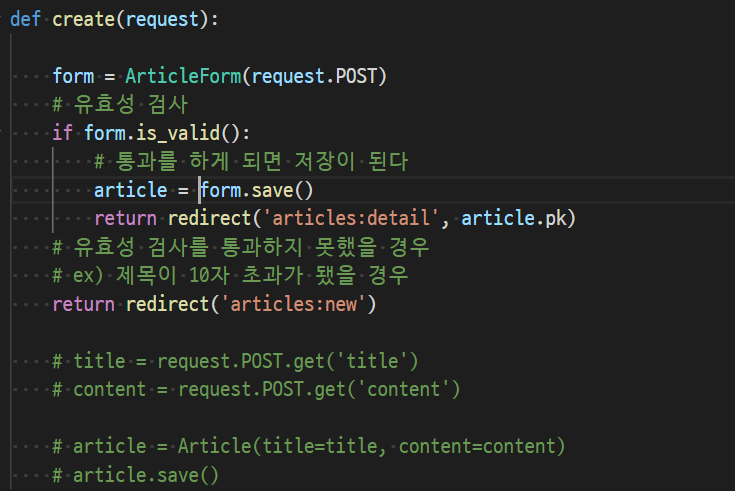 def create(request):
form = ArticleForm(request.POST)
# 유효성 검사
if form.is_valid():
# 통과를 하게 되면 저장이 된다
article = form.save()
return redirect('articles:detail', article.pk)
# 유효성 검사를 통과하지 못했을 경우
# ex) 제목이 10자 초과가 됐을 경우
return redirect('articles:new')
# title = request.POST.get('title')
# content = request.POST.get('content')
# article = Article(title=title, content=content)
# article.save()